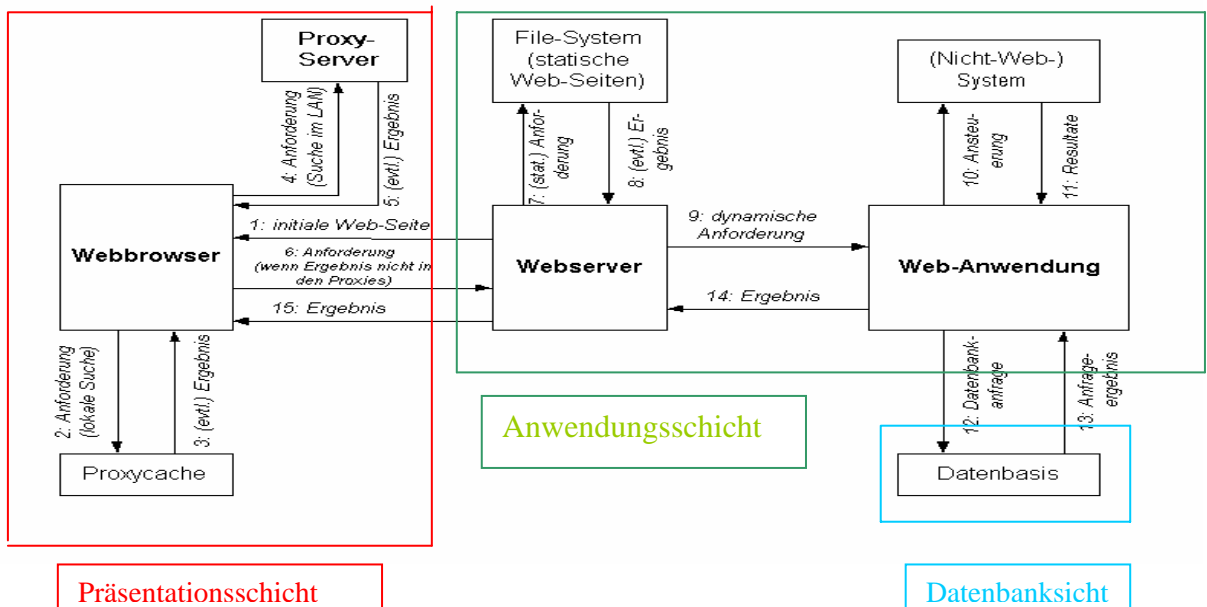 Proxy-
Server
File-System
(statische
Web-Seiten)
(Nicht-Web-)
System
4: Anforderung
(Suche im LAN)
5: (evtl.) Ergebnis
7: (stat.) Anfor-
derung
8: (evtl.) Er-
gebnis
10: Ansteu-
erung
11: Resultate
1: initiale Web-Seite
Webbrowser
6: Anforderung
(wenn Ergebnis nicht in
den Proxies)
15: Ergebnis
Webserver
9: dynamische
Anforderung
14: Ergebnis
Web-Anwendung
2: Anforderung
(lokale Suche)
3: (evtl.) Ergebnis
12: Datenbank-
anfrage
13: Anfrage-
ergebnis
Proxycache
Anwendungsschicht
Datenbasis
Präsentationsschicht
Datenbanksicht